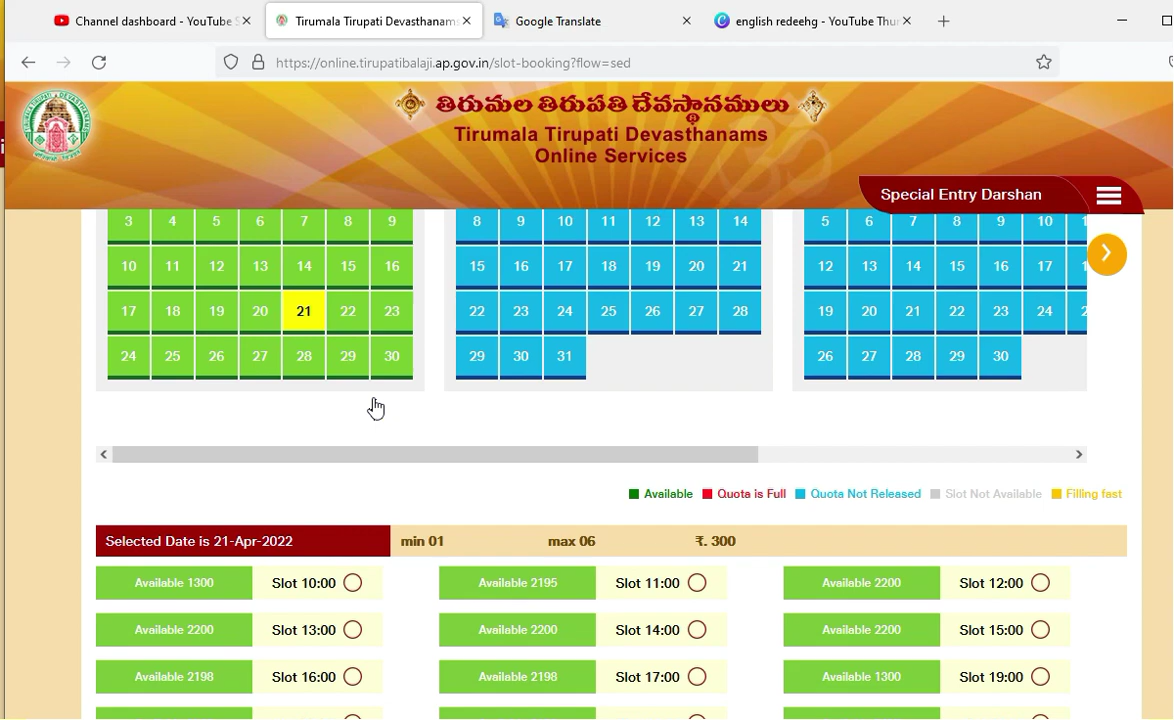 Channel dashboard - YouTube S
Tirumala Tirupati Devasthanams
Google Translate
english redeehg - YouTube Thur
https://online.tirupatibalaji.ap.gov.in/slot-booking?flow=sed
తిరుమల తిరుపతి దేవస్థానములు
Tirumala Tirupati Devasthanams
Online Services
Special Entry Darshan
3 4 5 6 7 8 9 8 9 10 11 12 13 14 5 6 7 8 9 10 1
10 11 12 13 14 15 16 15 16 17 18 19 20 21 12 13 14 15 16 17 1
17 18 19 20 21 22 23 22 23 24 25 26 27 28 19 20 21 22 23 24 2
24 25 26 27 28 29 30 29 30 31 26 27 28 29 30
Available Quota is Full Quota Not Released Slot Not Available Filling fast
Selected Date is 21-Apr-2022 min 01 max 06 ₹. 300
Available 1300 Slot 10:00 Available 2195 Slot 11:00 Available 2200 Slot 12:00
Available 2200 Slot 13:00 Available 2200 Slot 14:00 Available 2200 Slot 15:00
Available 2198 Slot 16:00 Available 2198 Slot 17:00 Available 1300 Slot 19:00